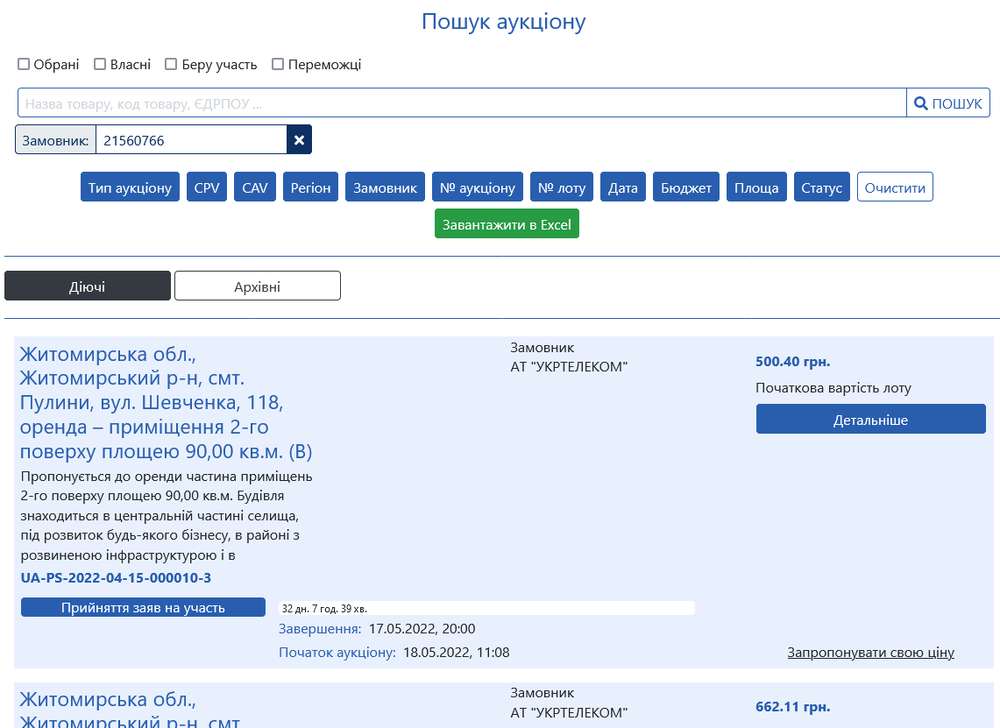 Пошук аукціону
Обрані Власні Беру участь Переможці
Назва товару, код товару, ЄДРПОУ ...
ПОШУК
Замовник: 21560766
Тип аукціону CPV CAV Регіон Замовник № аукціону № лоту Дата Бюджет Площа Статус Очистити
Завантажити в Excel
Діючі Архівні
Житомирська обл.,
Житомирський р-н, смт.
Пулини, вул. Шевченка, 118,
оренда – приміщення 2-го
поверху площею 90,00 кв.м. (В)
Пропонується до оренди частина приміщень
2-го поверху площею 90,00 кв.м. Будівля
знаходиться в центральній частині селища,
під розвиток будь-якого бізнесу, в районі з
розвиненою інфраструктурою і в
UA-PS-2022-04-15-000010-3
Замовник
АТ "УКРТЕЛЕКОМ"
500.40 грн.
Початкова вартість лоту
Детальніше
Прийняття заяв на участь
32 дн. 7 год. 39 хв.
Завершення: 17.05.2022, 20:00
Початок аукціону: 18.05.2022, 11:08
Запропонувати свою ціну
Житомирська обл.,
Житомирський р-н, смт.
Замовник
АТ "УКРТЕЛЕКОМ"
662.11 грн.